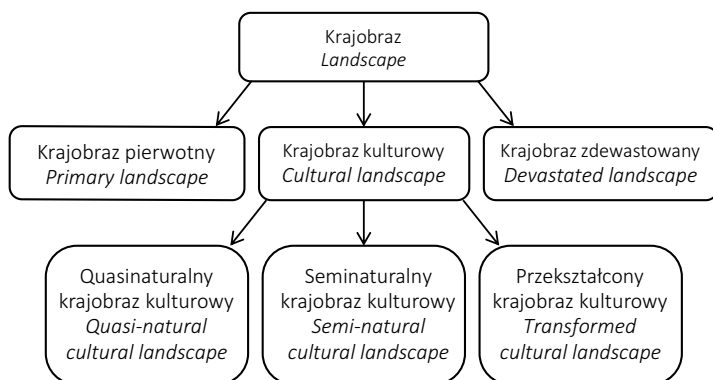 Krajobraz
Landscape
Krajobraz pierwotny
Primary landscape
Krajobraz kulturowy
Cultural landscape
Krajobraz zdewastowany
Devastated landscape
Quasinaturalny
krajobraz kulturowy
Quasi-natural
cultural landscape
Seminaturalny
krajobraz kulturowy
Semi-natural
cultural landscape
Przekształcony
krajobraz kulturowy
Transformed
cultural landscape